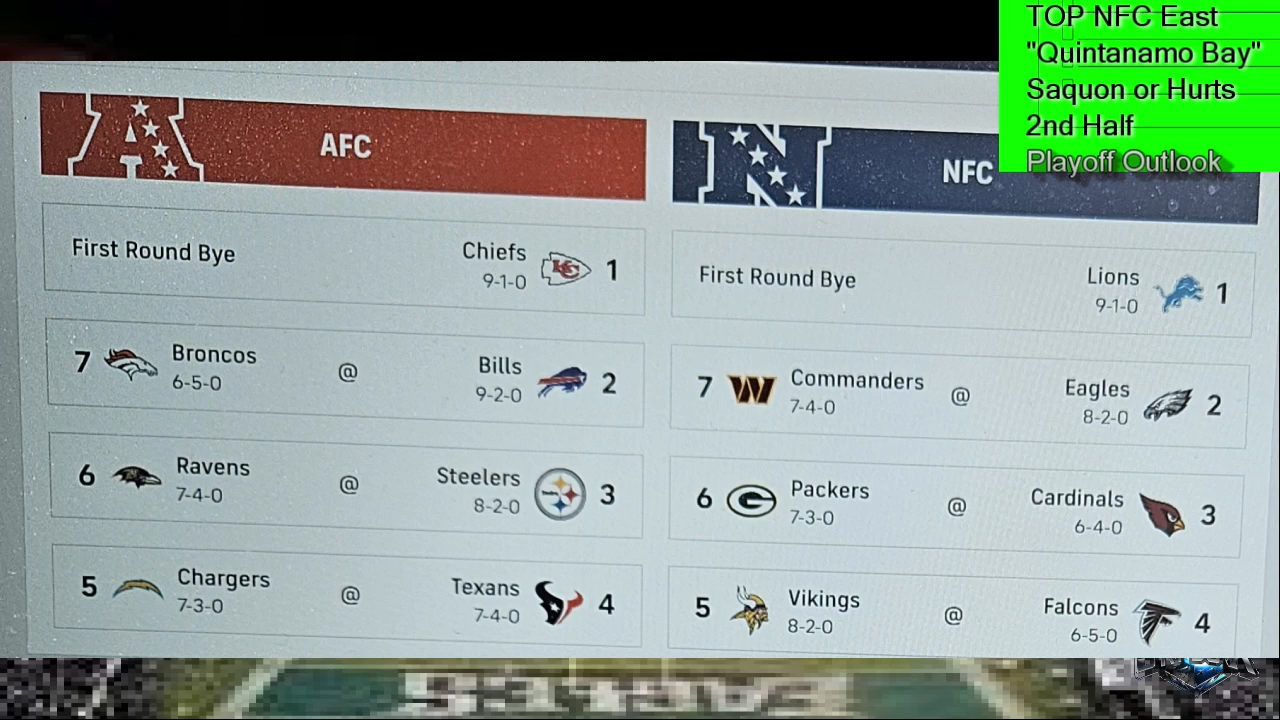 TOP NFC East
"Quintanamo Bay"
Saquon or Hurts
2nd Half
Playoff Outlook
AFC
First Round Bye
Chiefs
9-1-0
1
7
Broncos
6-5-0
@
Bills
9-2-0
2
6
Ravens
7-4-0
@
Steelers
8-2-0
3
5
Chargers
7-3-0
@
Texans
7-4-0
4
NFC
First Round Bye
Lions
9-1-0
1
7
Commanders
7-4-0
@
Eagles
8-2-0
2
6
Packers
7-3-0
@
Cardinals
6-4-0
3
5
Vikings
8-2-0
@
Falcons
6-5-0
4